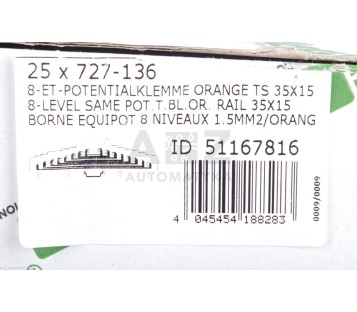 25 x 727-136
8-ET-POTENTIALKLEMME ORANGE TS 35X15
8-LEVEL SAME POT.T.BL.OR. RAIL 35X15
BORNE EQUIPOT 8 NIVEAUX 1.5MM2/ORANG
ID 51167816
AUTOMATYKA
4 045454 188283
0009/0009